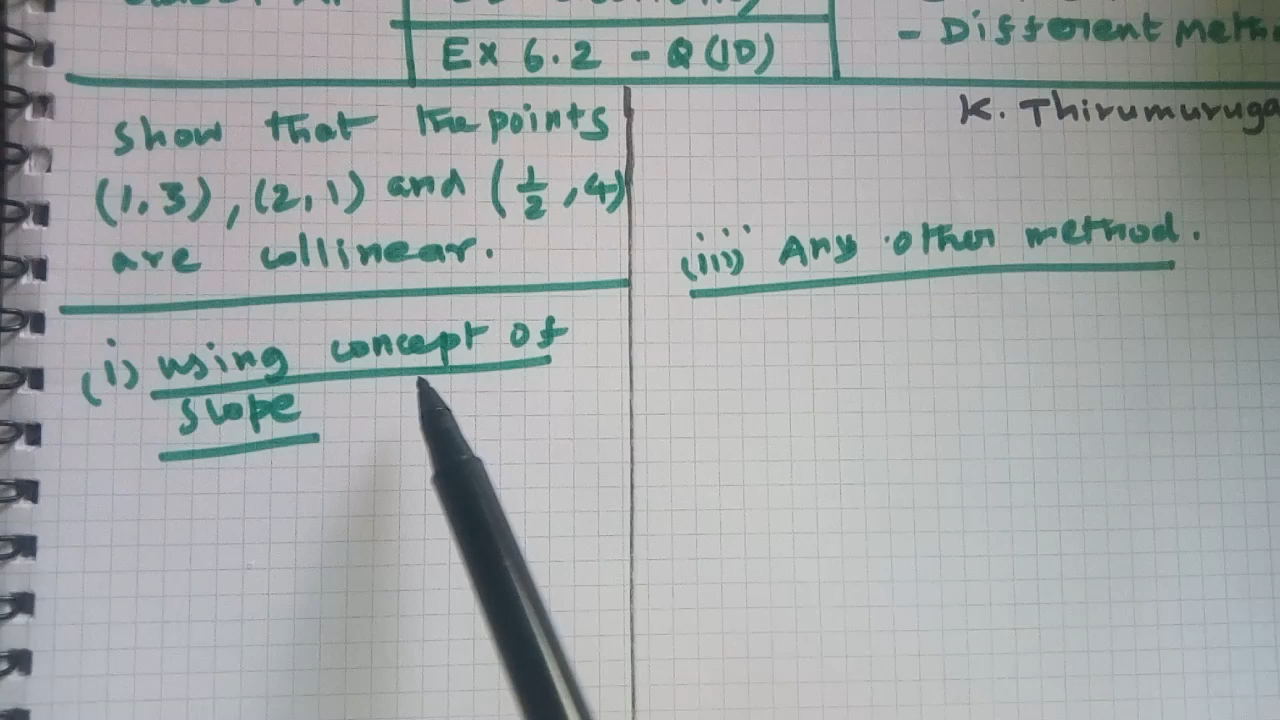 Ex 6.2 - Q(10)
- Different
K. Thirumuruga
Show that the points
(1,3), (2,1) and (1/2, 4)
are collinear.
(i) using concept of
slope
(iii) Any other method.